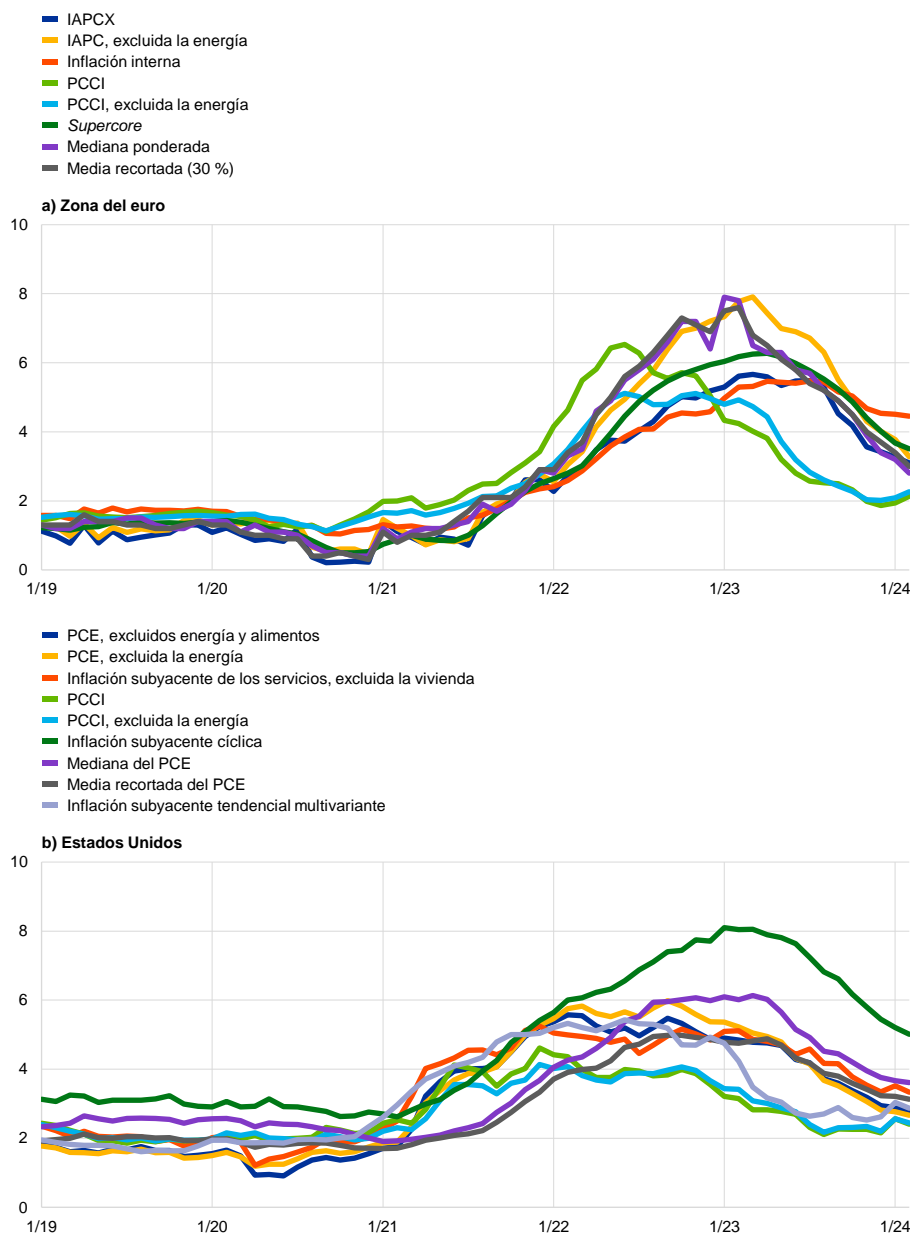 IAPCX
IAPC, excluida la energía
Inflación interna
PCCI
PCCI, excluida la energía
Supercore
Mediana ponderada
Media recortada (30 %)
a) Zona del euro
10
8
6
4
2
0
1/19 1/20 1/21 1/22 1/23 1/24
PCE, excluidos energía y alimentos
PCE, excluida la energía
Inflación subyacente de los servicios, excluida la vivienda
PCCI
PCCI, excluida la energía
Inflación subyacente cíclica
Mediana del PCE
Media recortada del PCE
Inflación subyacente tendencial multivariante
b) Estados Unidos
10
8
6
4
2
0
1/19 1/20 1/21 1/22 1/23 1/24